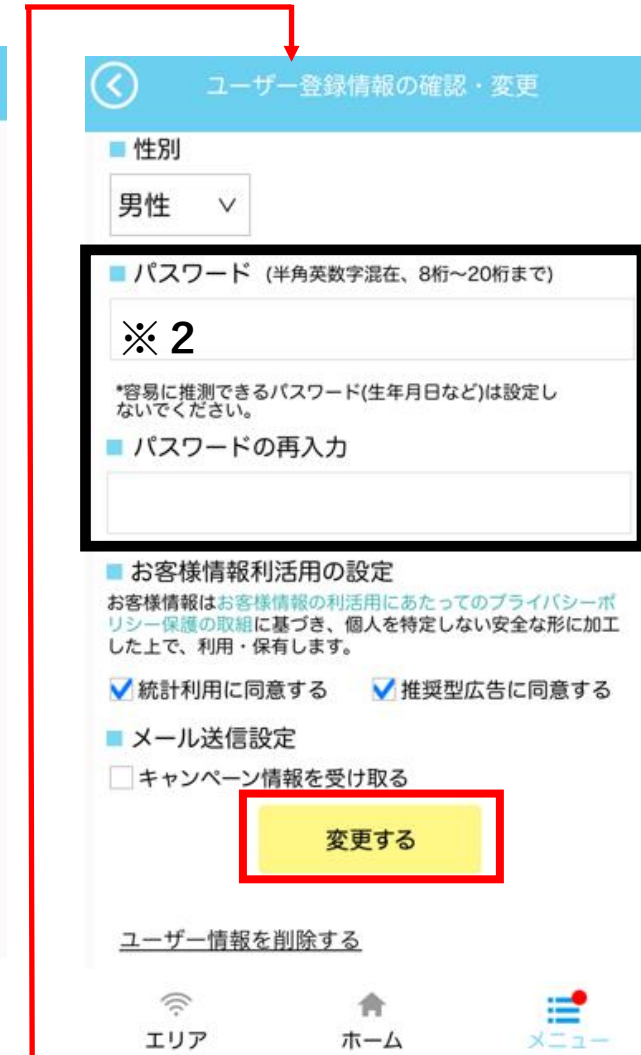 ユーザー登録情報の確認・変更
性別
男性
パスワード (半角英数字混在、8桁～20桁まで)
※2
*容易に推測できるパスワード(生年月日など)は設定し
ないでください。
パスワードの再入力
お客様情報利活用の設定
お客様情報はお客様情報の利活用にあたってのプライバシーポ
リシー保護の取組に基づき、個人を特定しない安全な形に加工
した上で、利用・保有します。
統計利用に同意する 推奨型広告に同意する
メール送信設定
キャンペーン情報を受け取る
変更する
ユーザー情報を削除する
エリア ホーム メニュー